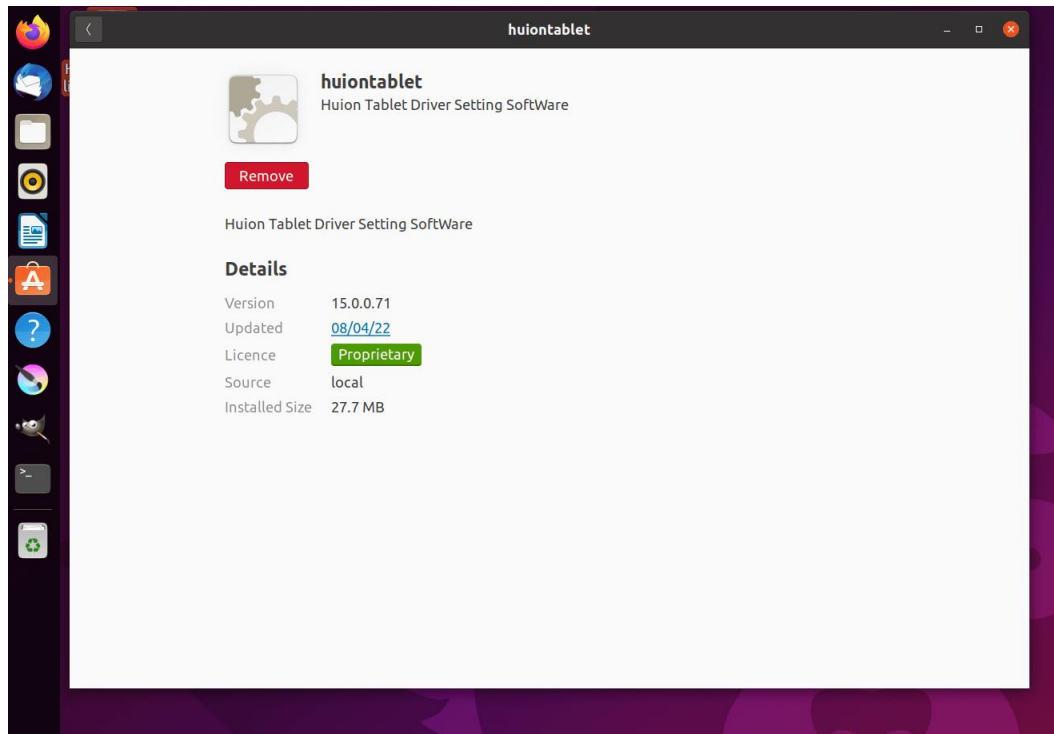 huiontablet
huiontablet
Huion Tablet Driver Setting SoftWare
Remove
Huion Tablet Driver Setting SoftWare
Details
Version 15.0.0.71
Updated 08/04/22
Licence Proprietary
Source local
Installed Size 27.7 MB